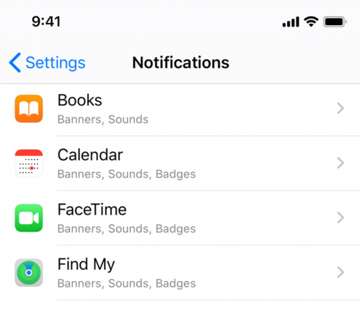 9:41
Settings
Notifications
Books
Banners, Sounds
Calendar
Banners, Sounds, Badges
FaceTime
Banners, Sounds, Badges
Find My
Banners, Sounds, Badges